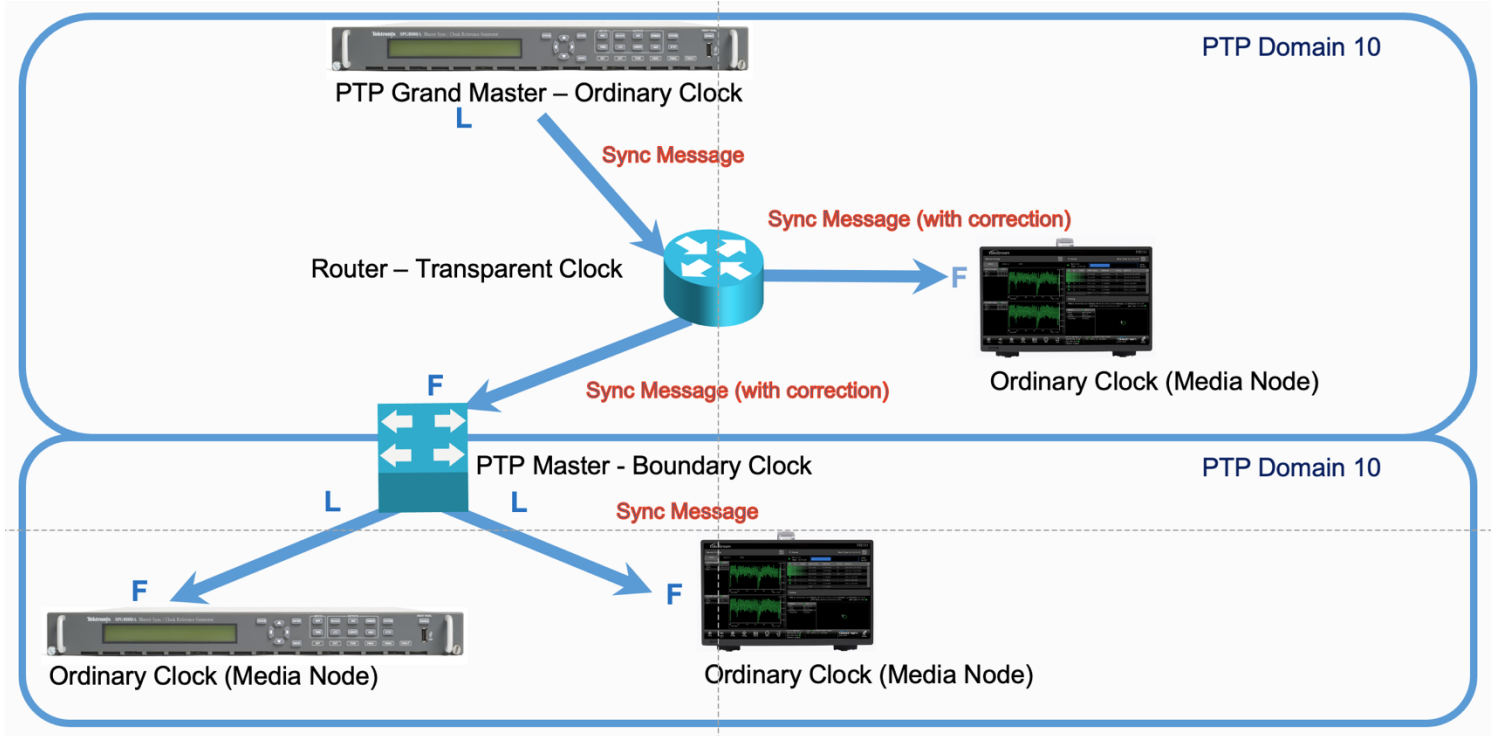 Tektronix
PTP Domain 10
PTP Grand Master – Ordinary Clock
L
Sync Message
Sync Message (with correction)
Router – Transparent Clock
F
Ordinary Clock (Media Node)
F
Sync Message (with correction)
PTP Master - Boundary Clock
PTP Domain 10
L
L
Sync Message
F
F
Tektronix
Ordinary Clock (Media Node)
Ordinary Clock (Media Node)